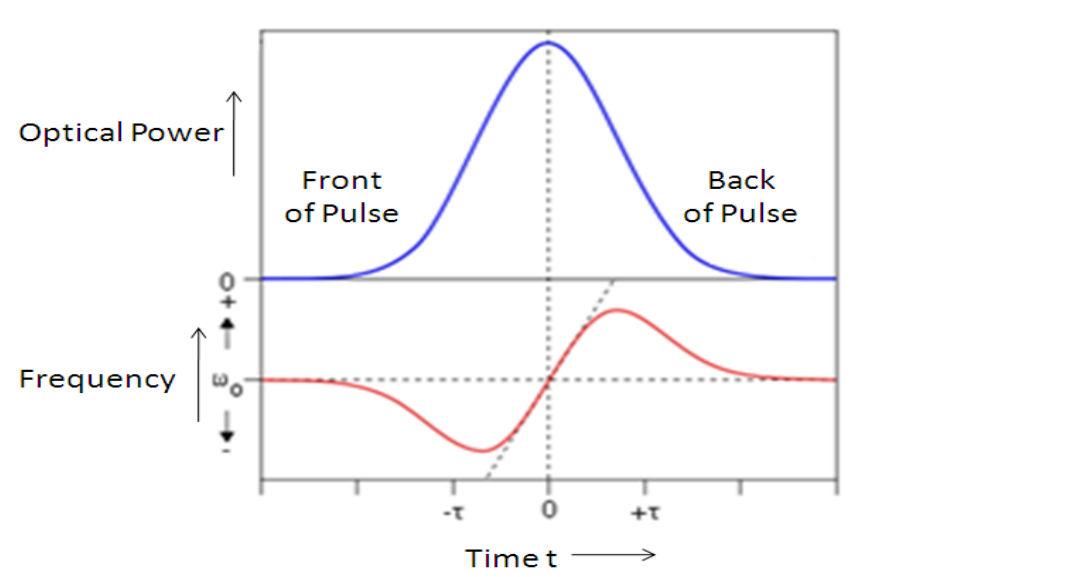 Optical Power
Front
of Pulse
Back
of Pulse
0
+
Frequency
ω₀
-
-τ
0
+τ
Time t